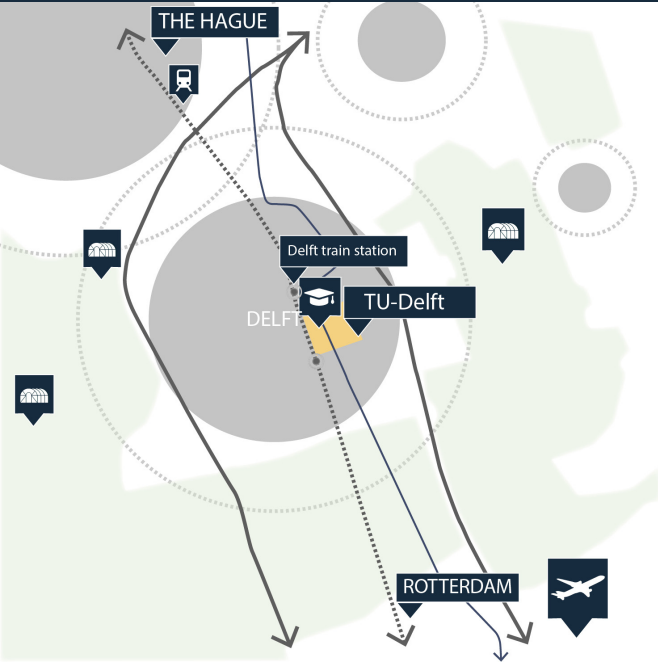 THE HAGUE
Delft train station
TU-Delft
DELFT
ROTTERDAM